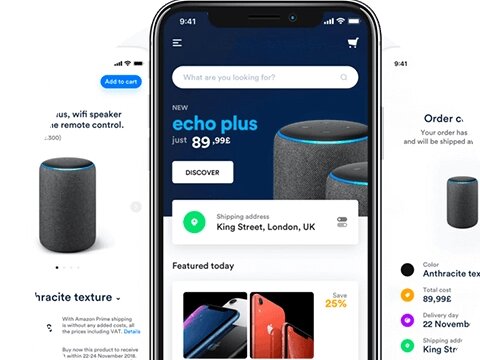 Add to cart
us, wifi speaker
e remote control.
300)
hracite texture
With Amazon Prime shipping
is without any added costs, all
the prices including VAT. Details
Buy now this product to receive
it within 22-24 November 2018.
9:41
What are you looking for?
NEW
echo plus
just 89,99£
DISCOVER
Shipping address
King Street, London, UK
Featured today
Save
25%
9:41
Order c
Your order has
and will be shipped a
Color
Anthracite tex
Total cost
89,99£
Delivery day
22 Novemb
Shipping add
King Str